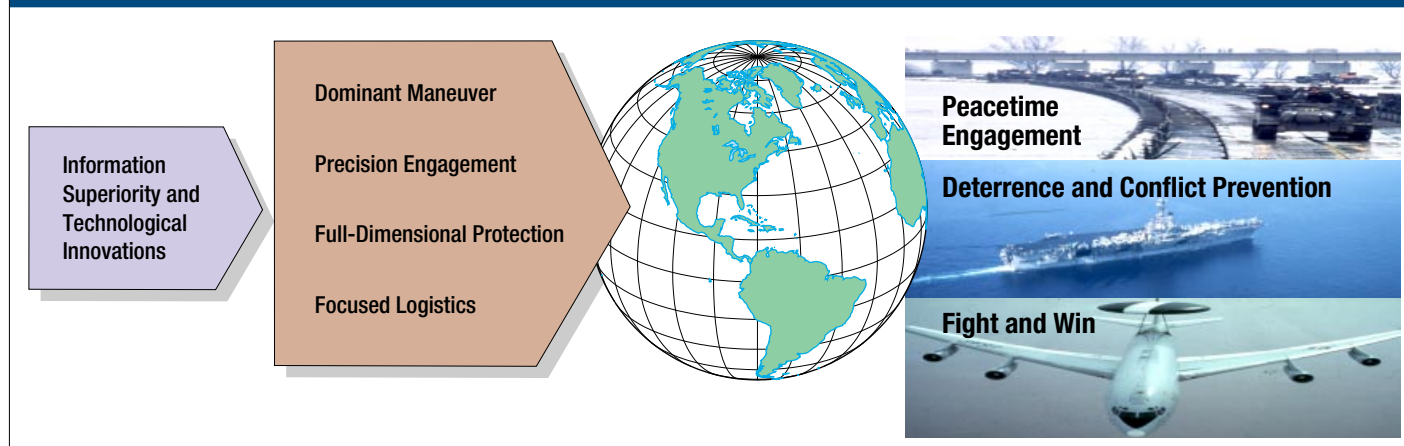 Information
Superiority and
Technological
Innovations
Dominant Maneuver
Precision Engagement
Full-Dimensional Protection
Focused Logistics
Peacetime
Engagement
Deterrence and Conflict Prevention
Fight and Win